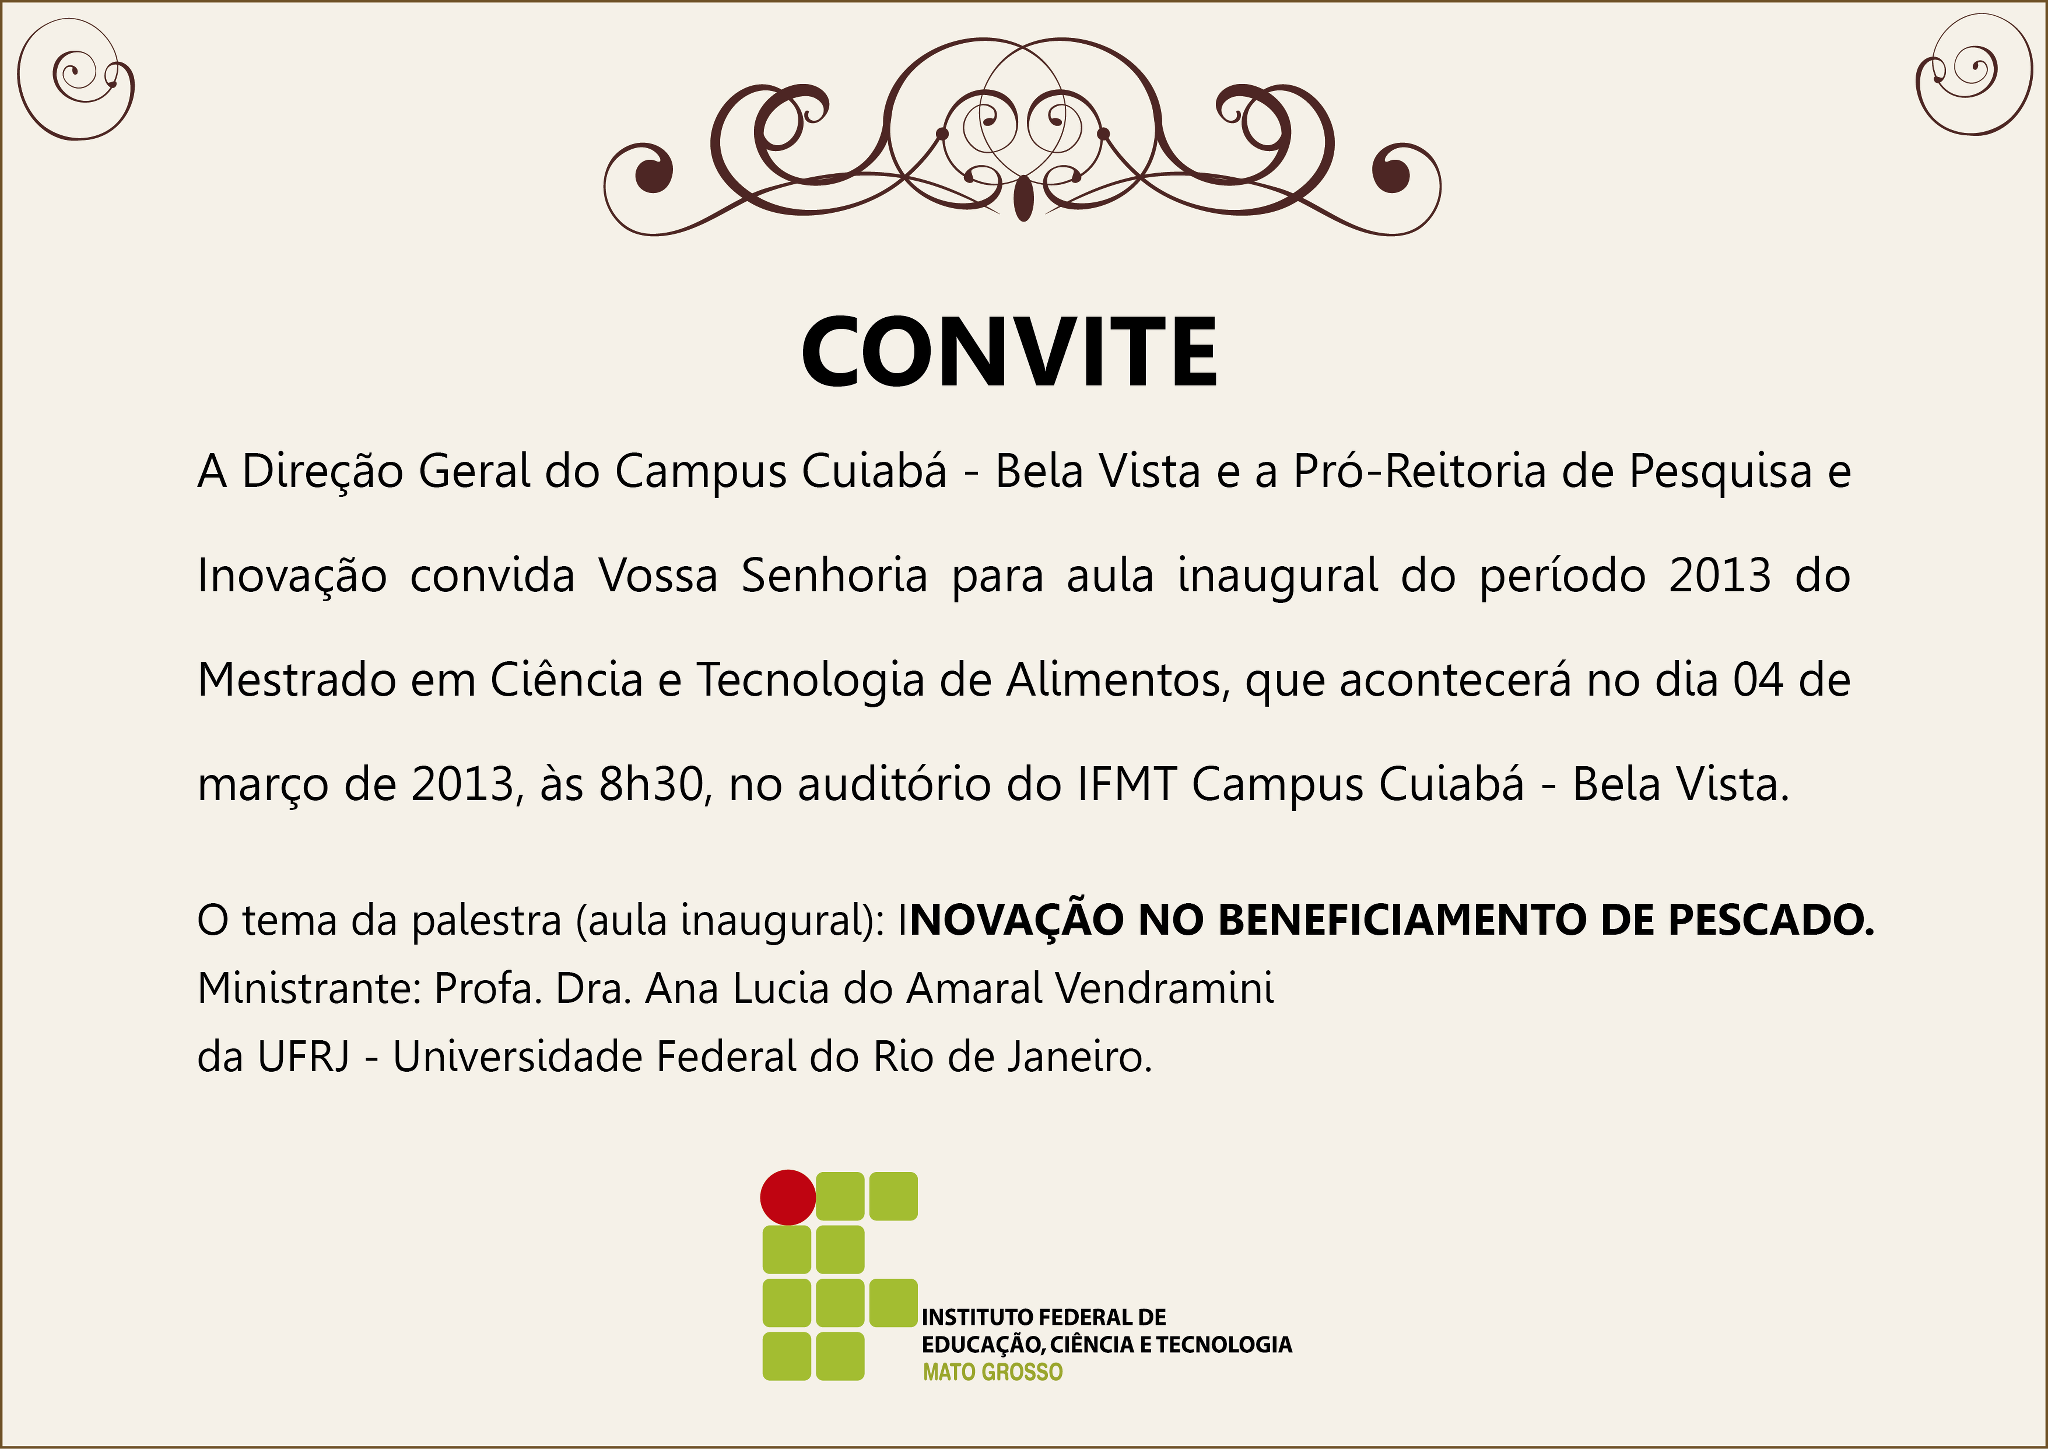 CONVITE
A Direção Geral do Campus Cuiabá - Bela Vista e a Pró-Reitoria de Pesquisa e
Inovação convida Vossa Senhoria para aula inaugural do período 2013 do
Mestrado em Ciência e Tecnologia de Alimentos, que acontecerá no dia 04 de
março de 2013, às 8h30, no auditório do IFMT Campus Cuiabá - Bela Vista.
O tema da palestra (aula inaugural): INOVAÇÃO NO BENEFICIAMENTO DE PESCADO.
Ministrante: Profa. Dra. Ana Lucia do Amaral Vendramini
da UFRJ - Universidade Federal do Rio de Janeiro.
INSTITUTO FEDERAL DE
EDUCAÇÃO, CIÊNCIA E TECNOLOGIA
MATO GROSSO